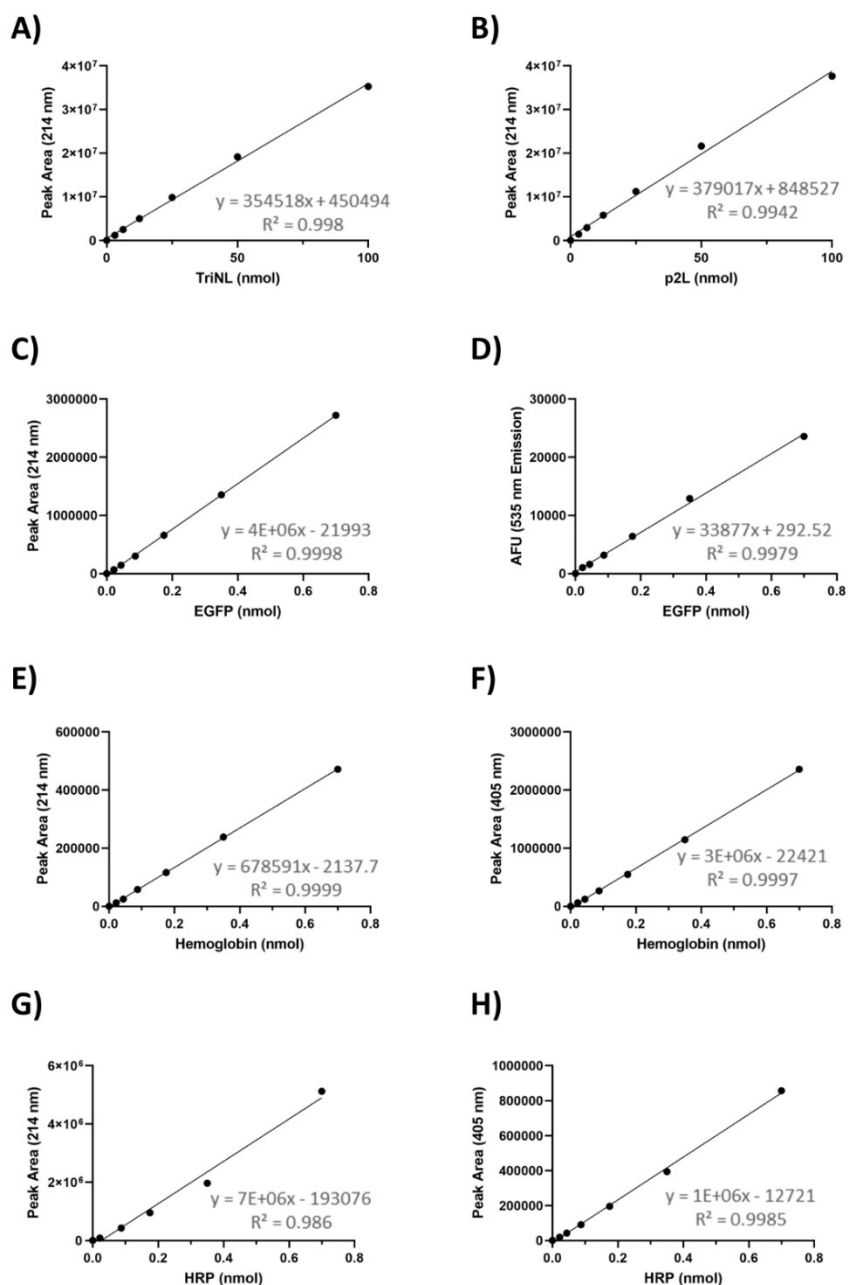 A)
Peak Area (214 nm)
4×10⁷
3×10⁷
2×10⁷
1×10⁷
0
y = 354518x + 450494
R² = 0.998
0
50
100
TriNL (nmol)
B)
Peak Area (214 nm)
4×10⁷
3×10⁷
2×10⁷
1×10⁷
0
y = 379017x + 848527
R² = 0.9942
0
50
100
p2L (nmol)
C)
Peak Area (214 nm)
3000000
2000000
1000000
0
y = 4E+06x - 21993
R² = 0.9998
0.0
0.2
0.4
0.6
0.8
EGFP (nmol)
D)
AFU (535 nm Emission)
30000
20000
10000
0
y = 33877x + 292.52
R² = 0.9979
0.0
0.2
0.4
0.6
0.8
EGFP (nmol)
E)
Peak Area (214 nm)
600000
400000
200000
0
y = 678591x - 2137.7
R² = 0.9999
0.0
0.2
0.4
0.6
0.8
Hemoglobin (nmol)
F)
Peak Area (405 nm)
3000000
2000000
1000000
0
y = 3E+06x - 22421
R² = 0.9997
0.0
0.2
0.4
0.6
0.8
Hemoglobin (nmol)
G)
Peak Area (214 nm)
6×10⁶
4×10⁶
2×10⁶
0
y = 7E+06x - 193076
R² = 0.986
0.0
0.2
0.4
0.6
0.8
HRP (nmol)
H)
Peak Area (405 nm)
1000000
800000
600000
400000
200000
0
y = 1E+06x - 12721
R² = 0.9985
0.0
0.2
0.4
0.6
0.8
HRP (nmol)